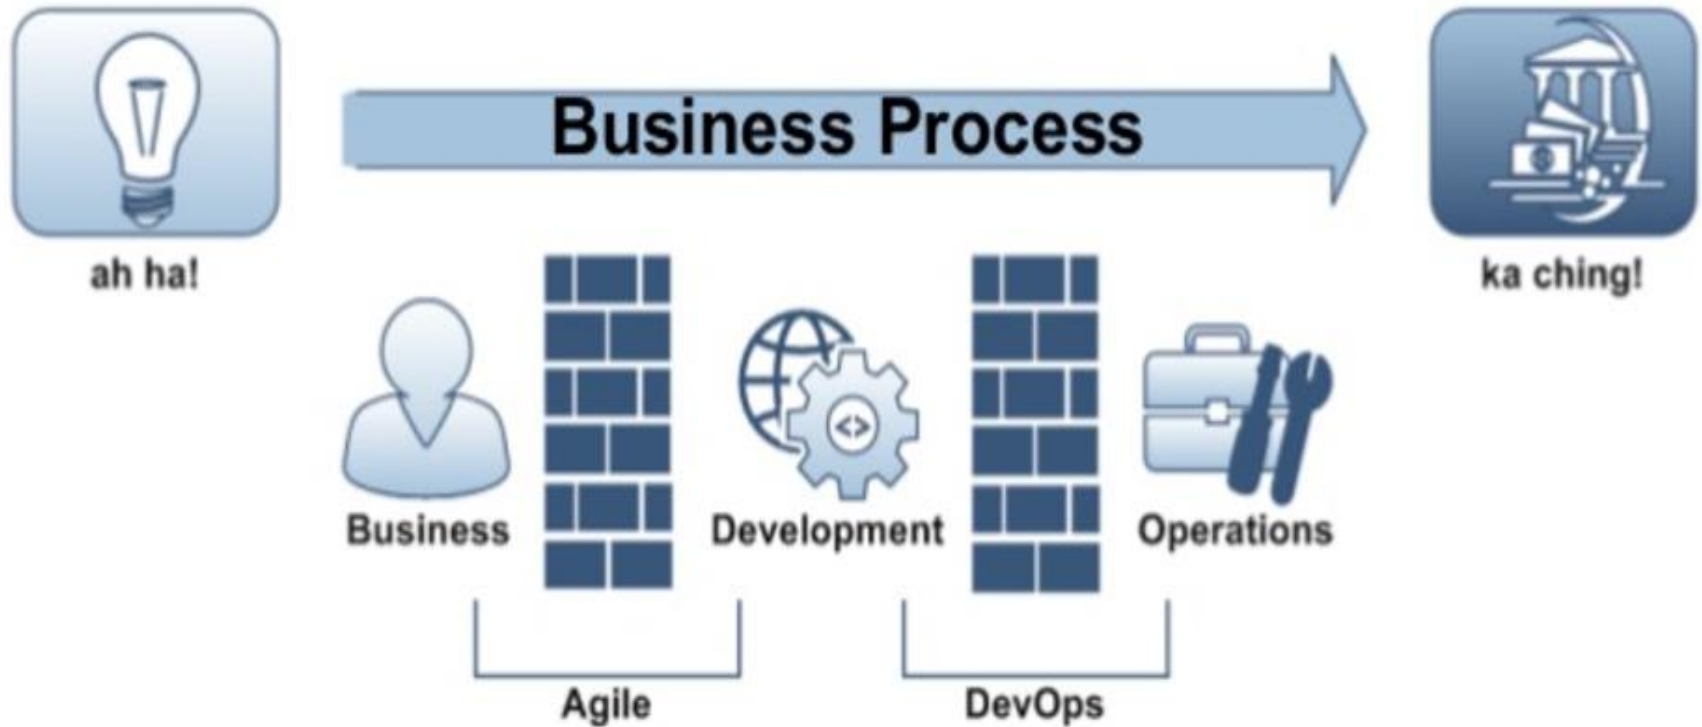 Business Process
ah ha!
ka ching!
<>
Business
Development
Operations
Agile
DevOps
$